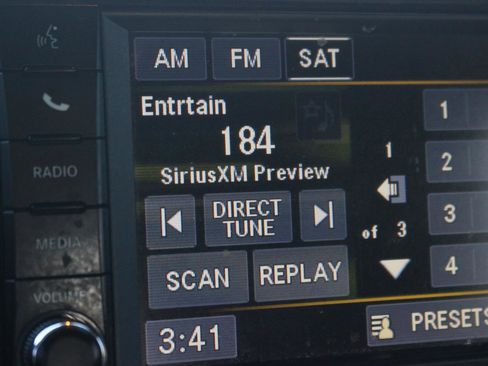 AM FM SAT
Entrtain
184
SiriusXM Preview
DIRECT
TUNE
SCAN REPLAY
3:41
1
of 3
1
2
3
4
PRESETS
RADIO
MEDIA
VOLUME